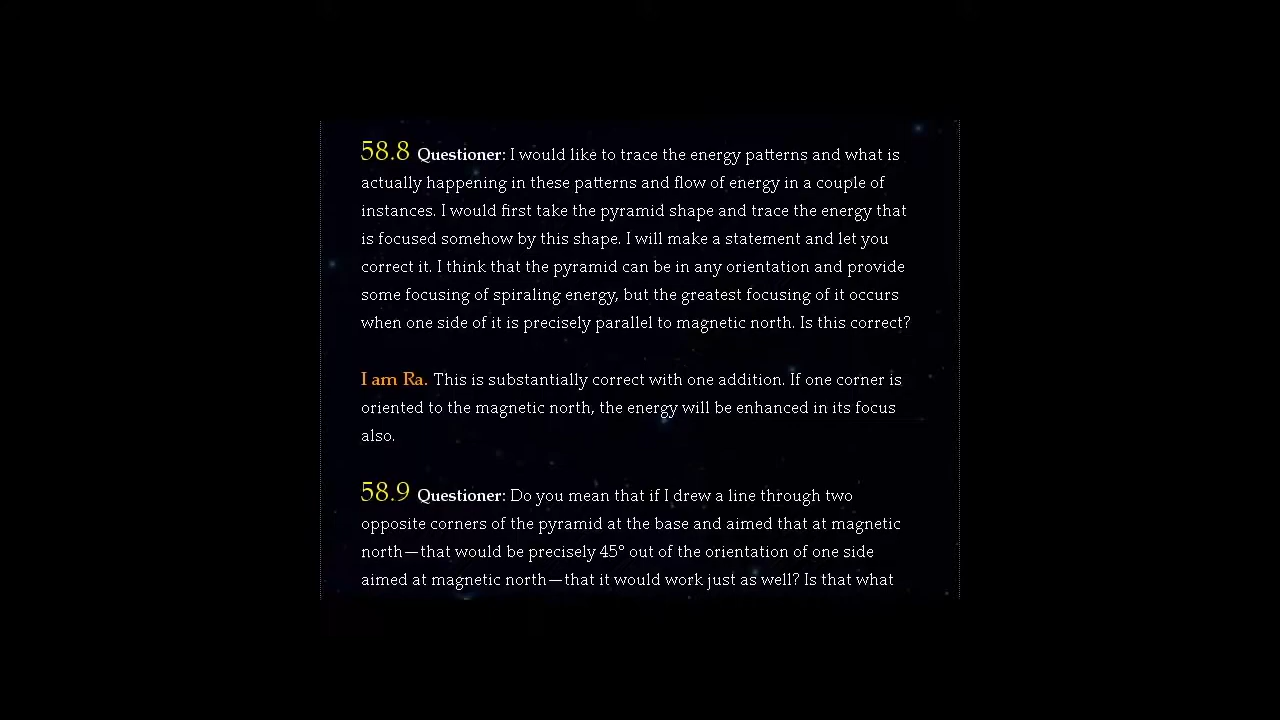 58.8 Questioner: I would like to trace the energy patterns and what is
actually happening in these patterns and flow of energy in a couple of
instances. I would first take the pyramid shape and trace the energy that
is focused somehow by this shape. I will make a statement and let you
correct it. I think that the pyramid can be in any orientation and provide
some focusing of spiraling energy, but the greatest focusing of it occurs
when one side of it is precisely parallel to magnetic north. Is this correct?
I am Ra. This is substantially correct with one addition. If one corner is
oriented to the magnetic north, the energy will be enhanced in its focus
also.
58.9 Questioner: Do you mean that if I drew a line through two
opposite corners of the pyramid at the base and aimed that at magnetic
north—that would be precisely 45° out of the orientation of one side
aimed at magnetic north—that it would work just as well? Is that what